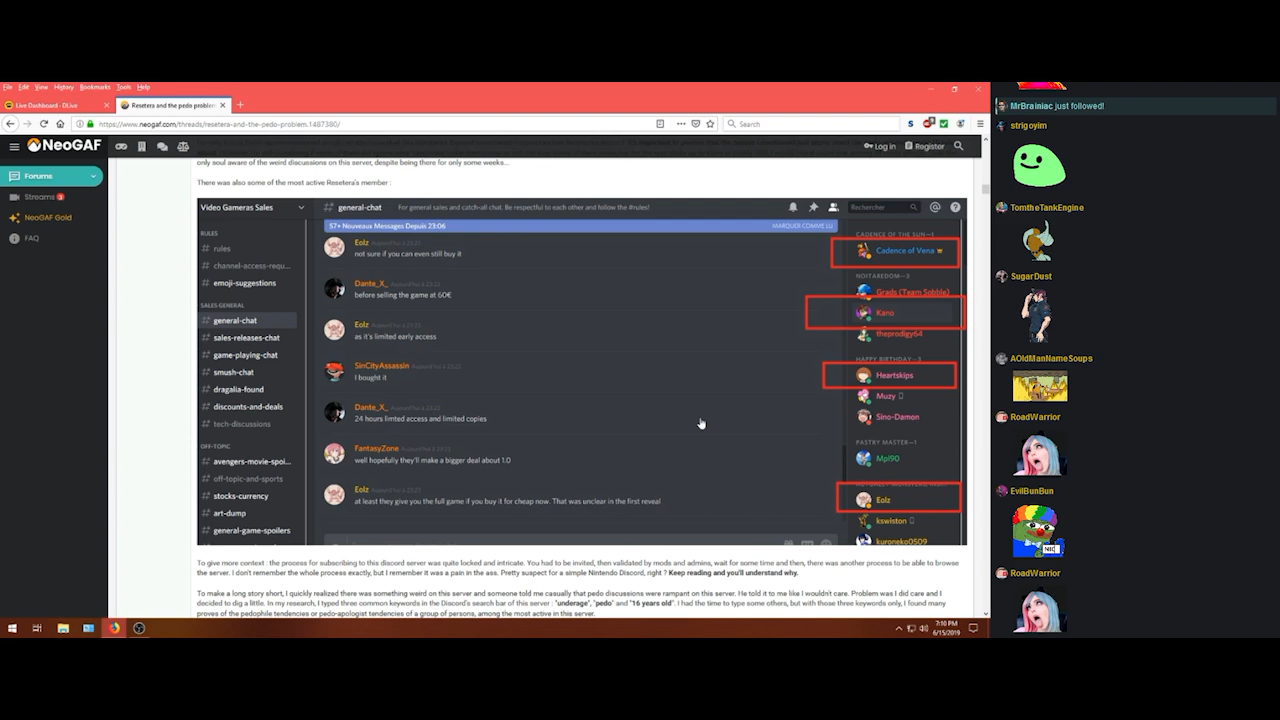 File Edit View History Bookmarks Tools Help
Live Dashboard - DLive
Resetera and the pedo problem
https://www.neogaf.com/threads/resetera-and-the-pedo-problem.1487380/
Search
NeoGAF
Log in
Register
Forums
Streams
NeoGAF Gold
FAQ
only soul aware of the weird discussions on this server, despite being there for only some weeks...
There was also some of the most active Resetera's member :
Video Gameras Sales
# general-chat
For general sales and catch-all chat. Be respectful to each other and follow the #rules!
Rechercher
57+ Nouveaux Messages Depuis 23:06
MARQUER COMME LU
RULES
# rules
# channel-access-requ...
# emoji-suggestions
SALES GENERAL
# general-chat
# sales-releases-chat
# game-playing-chat
# smush-chat
# dragalia-found
# discounts-and-deals
# tech-discussions
OFF-TOPIC
# avengers-movie-spoi...
# off-topic-and-sports
# stocks-currency
# art-dump
# general-game-spoilers
Eolz
not sure if you can even still buy it
Dante_X_
before selling the game at 60€
Eolz
as it's limited early access
SinCityAssassin
I bought it
Dante_X_
24 hours limted access and limited copies
FantasyZone
well hopefully they'll make a bigger deal about 1.0
Eolz
at least they give you the full game if you buy it for cheap now. That was unclear in the first reveal
CADENCE OF THE SUN—1
Cadence of Vena
NOITAREDOM—3
Grads (Team Sobble)
Kano
theprodigy64
HAPPY BIRTHDAY—3
Heartskips
Muzy
Sino-Damon
PASTRY MASTER—1
Mpl90
Eolz
kswiston
kuroneko0509
To give more context : the process for subscribing to this discord server was quite locked and intricate. You had to be invited, then validated by mods and admins, wait for some time and then, there was another process to be able to browse
the server. I don't remember the whole process exactly, but I remember it was a pain in the ass. Pretty suspect for a simple Nintendo Discord, right ? Keep reading and you'll understand why.
To make a long story short, I quickly realized there was something weird on this server and someone told me casually that pedo discussions were rampant on this server. He told it to me like I wouldn't care. Problem was I did care and I
decided to dig a little. In my research, I typed three common keywords in the Discord's search bar of this server : "underage", "pedo" and "16 years old". I had the time to type some others, but with those three keywords only, I found many
proves of the pedophile tendencies or pedo-apologist tendencies of a group of persons, among the most active in this server.
7:10 PM
6/15/2019
MrBrainiac just followed!
strigoyim
TomtheTankEngine
SugarDust
AOldManNameSoups
RoadWarrior
EvilBunBun
RoadWarrior